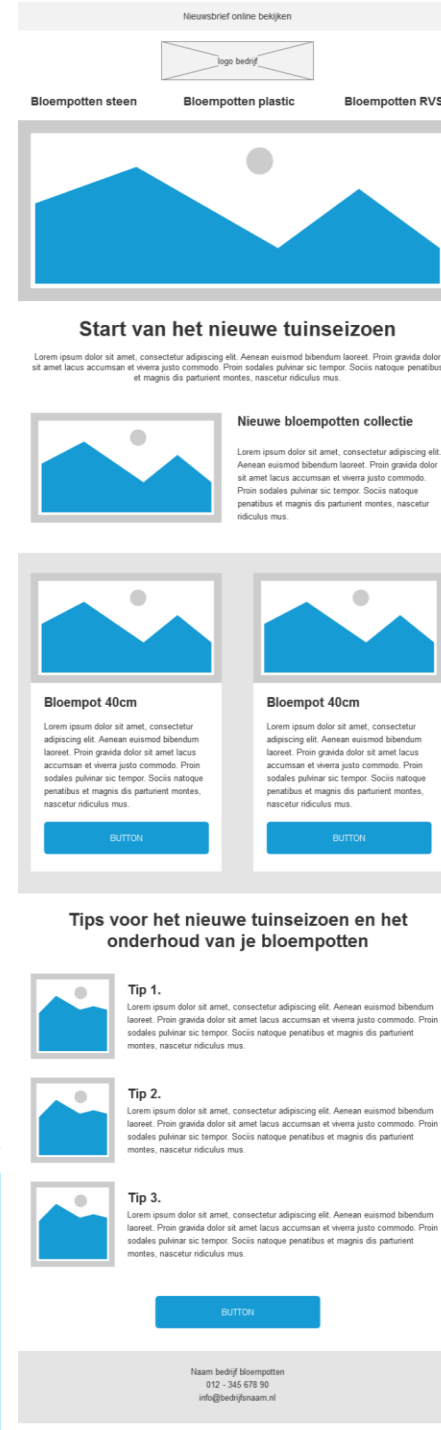 Nieuwsbrief online bekijken
logo bedrijf
Bloempotten steen Bloempotten plastic Bloempotten RVS
Start van het nieuwe tuinseizoen
Lorem ipsum dolor sit amet, consectetur adipiscing elit. Aenean euismod bibendum laoreet. Proin gravida dolor
sit amet lacus accumsan et viverra justo commodo. Proin sodales pulvinar sic tempor. Sociis natoque penatibus
et magnis dis parturient montes, nascetur ridiculus mus.
Nieuwe bloempotten collectie
Lorem ipsum dolor sit amet, consectetur adipiscing elit.
Aenean euismod bibendum laoreet. Proin gravida dolor
sit amet lacus accumsan et viverra justo commodo.
Proin sodales pulvinar sic tempor. Sociis natoque
penatibus et magnis dis parturient montes, nascetur
ridiculus mus.
Bloempot 40cm
Lorem ipsum dolor sit amet, consectetur
adipiscing elit. Aenean euismod bibendum
laoreet. Proin gravida dolor sit amet lacus
accumsan et viverra justo commodo. Proin
sodales pulvinar sic tempor. Sociis natoque
penatibus et magnis dis parturient montes,
nascetur ridiculus mus.
BUTTON
Bloempot 40cm
Lorem ipsum dolor sit amet, consectetur
adipiscing elit. Aenean euismod bibendum
laoreet. Proin gravida dolor sit amet lacus
accumsan et viverra justo commodo. Proin
sodales pulvinar sic tempor. Sociis natoque
penatibus et magnis dis parturient montes,
nascetur ridiculus mus.
BUTTON
Tips voor het nieuwe tuinseizoen en het
onderhoud van je bloempotten
Tip 1.
Lorem ipsum dolor sit amet, consectetur adipiscing elit. Aenean euismod bibendum
laoreet. Proin gravida dolor sit amet lacus accumsan et viverra justo commodo. Proin
sodales pulvinar sic tempor. Sociis natoque penatibus et magnis dis parturient
montes, nascetur ridiculus mus.
Tip 2.
Lorem ipsum dolor sit amet, consectetur adipiscing elit. Aenean euismod bibendum
laoreet. Proin gravida dolor sit amet lacus accumsan et viverra justo commodo. Proin
sodales pulvinar sic tempor. Sociis natoque penatibus et magnis dis parturient
montes, nascetur ridiculus mus.
Tip 3.
Lorem ipsum dolor sit amet, consectetur adipiscing elit. Aenean euismod bibendum
laoreet. Proin gravida dolor sit amet lacus accumsan et viverra justo commodo. Proin
sodales pulvinar sic tempor. Sociis natoque penatibus et magnis dis parturient
montes, nascetur ridiculus mus.
BUTTON
Naam bedrijf bloempotten
012 - 345 678 90
info@bedrijfsnaam.nl